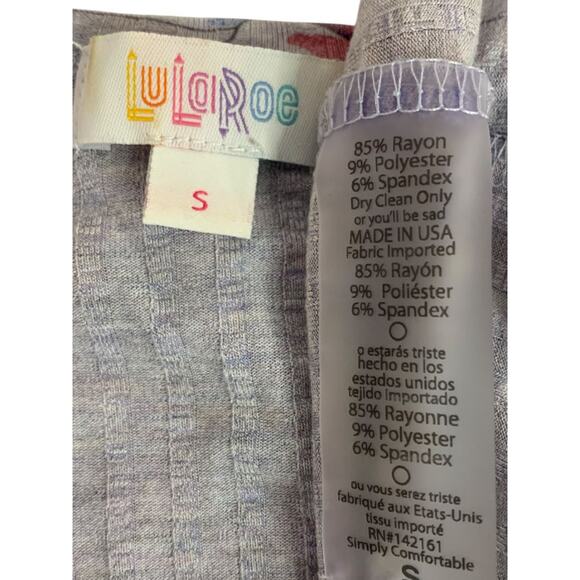 LuLaRoe
S
85% Rayon
9% Polyester
6% Spandex
Dry Clean Only
or you'll be sad
MADE IN USA
Fabric Imported
85% Rayón
9% Poliéster
6% Spandex
o estarás triste
hecho en los
estados unidos
tejido importado
85% Rayonne
9% Polyester
6% Spandex
ou vous serez triste
fabriqué aux Etats-Unis
tissu importé
RN#142161
Simply Comfortable
S